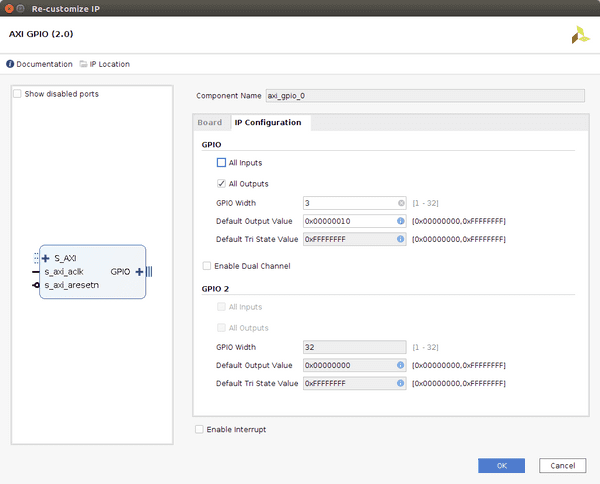 Re-customize IP
AXI GPIO (2.0)
Documentation IP Location
Show disabled ports
S_AXI
s_axi_aclk GPIO
s_axi_aresetn
Component Name axi_gpio_0
Board IP Configuration
GPIO
All Inputs
All Outputs
GPIO Width 3 [1 - 32]
Default Output Value 0x00000010 [0x00000000,0xFFFFFFFF]
Default Tri State Value 0xFFFFFFFF [0x00000000,0xFFFFFFFF]
Enable Dual Channel
GPIO 2
All Inputs
All Outputs
GPIO Width 32 [1 - 32]
Default Output Value 0x00000000 [0x00000000,0xFFFFFFFF]
Default Tri State Value 0xFFFFFFFF [0x00000000,0xFFFFFFFF]
Enable Interrupt
OK Cancel